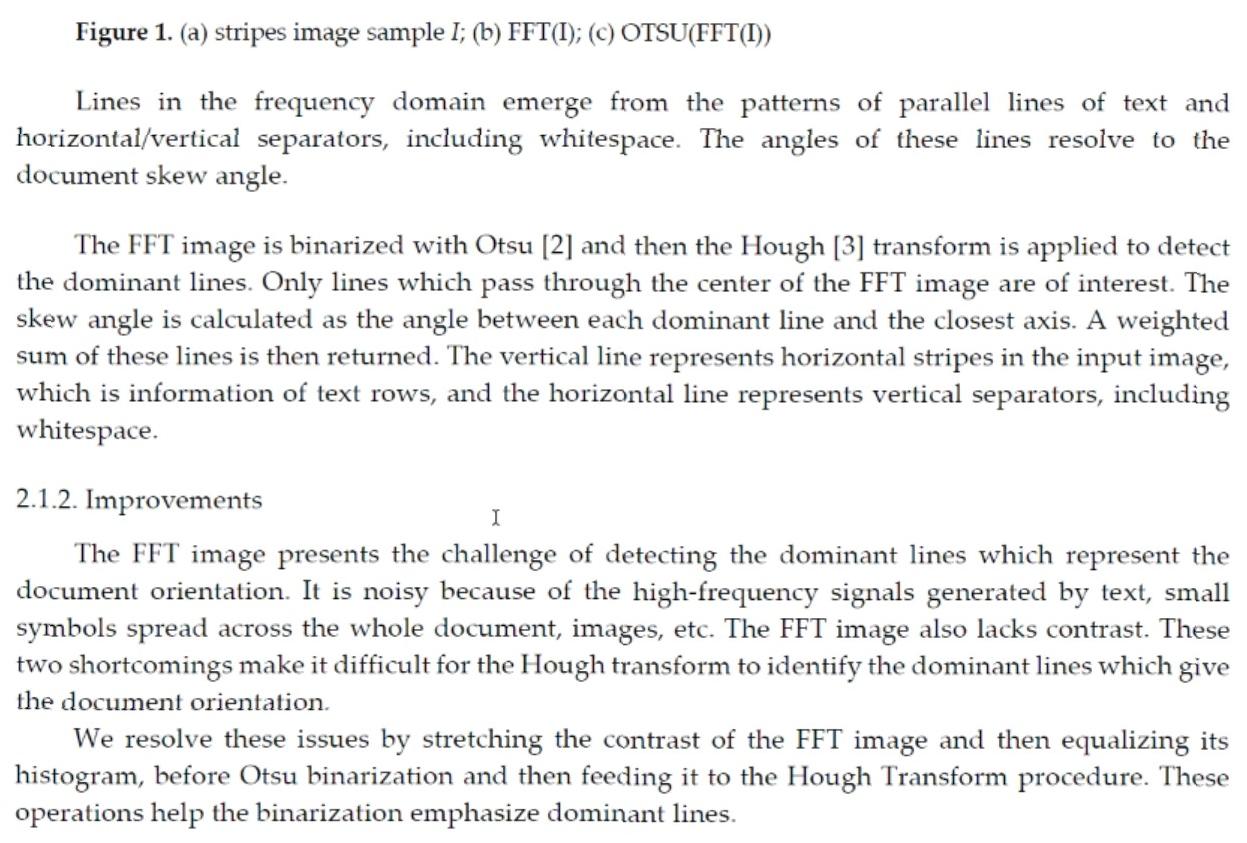 Figure 1. (a) stripes image sample I; (b) FFT(I); (c) OTSU(FFT(I))
Lines in the frequency domain emerge from the patterns of parallel lines of text and
horizontal/vertical separators, including whitespace. The angles of these lines resolve to the
document skew angle.
The FFT image is binarized with Otsu [2] and then the Hough [3] transform is applied to detect
the dominant lines. Only lines which pass through the center of the FFT image are of interest. The
skew angle is calculated as the angle between each dominant line and the closest axis. A weighted
sum of these lines is then returned. The vertical line represents horizontal stripes in the input image,
which is information of text rows, and the horizontal line represents vertical separators, including
whitespace.
2.1.2. Improvements
The FFT image presents the challenge of detecting the dominant lines which represent the
document orientation. It is noisy because of the high-frequency signals generated by text, small
symbols spread across the whole document, images, etc. The FFT image also lacks contrast. These
two shortcomings make it difficult for the Hough transform to identify the dominant lines which give
the document orientation.
We resolve these issues by stretching the contrast of the FFT image and then equalizing its
histogram, before Otsu binarization and then feeding it to the Hough Transform procedure. These
operations help the binarization emphasize dominant lines.